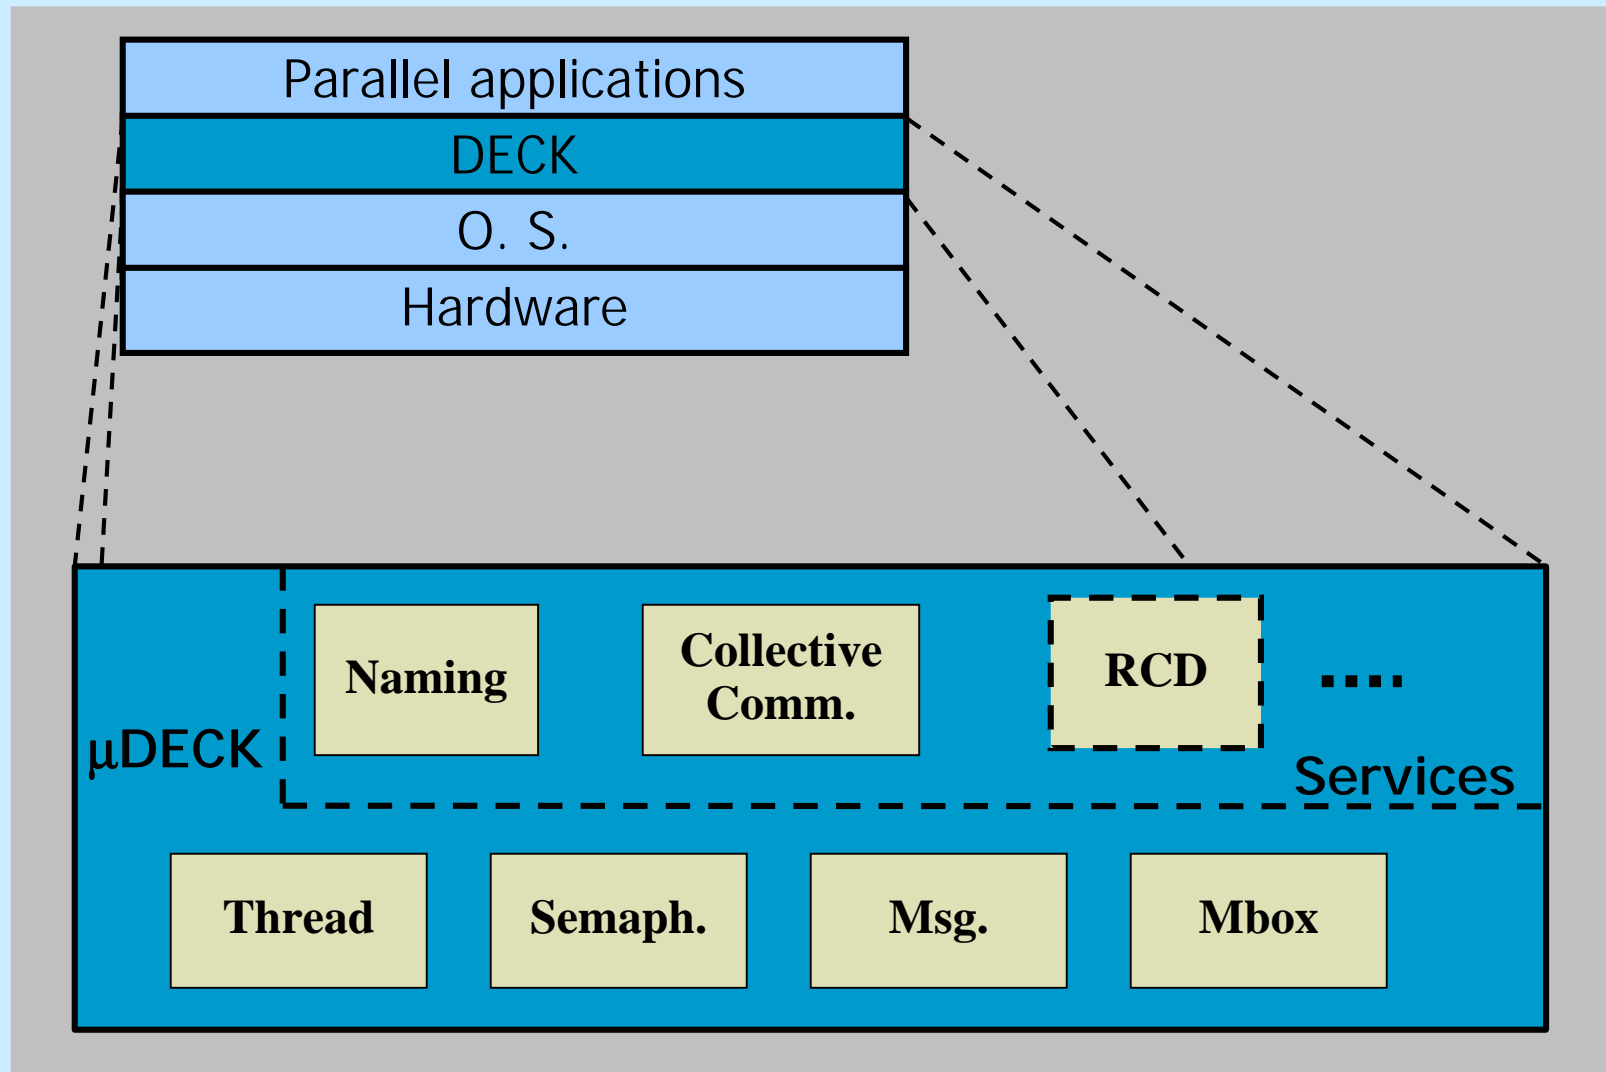 Parallel applications
DECK
O. S.
Hardware
Naming
Collective
Comm.
RCD
....
μDECK
Services
Thread
Semaph.
Msg.
Mbox